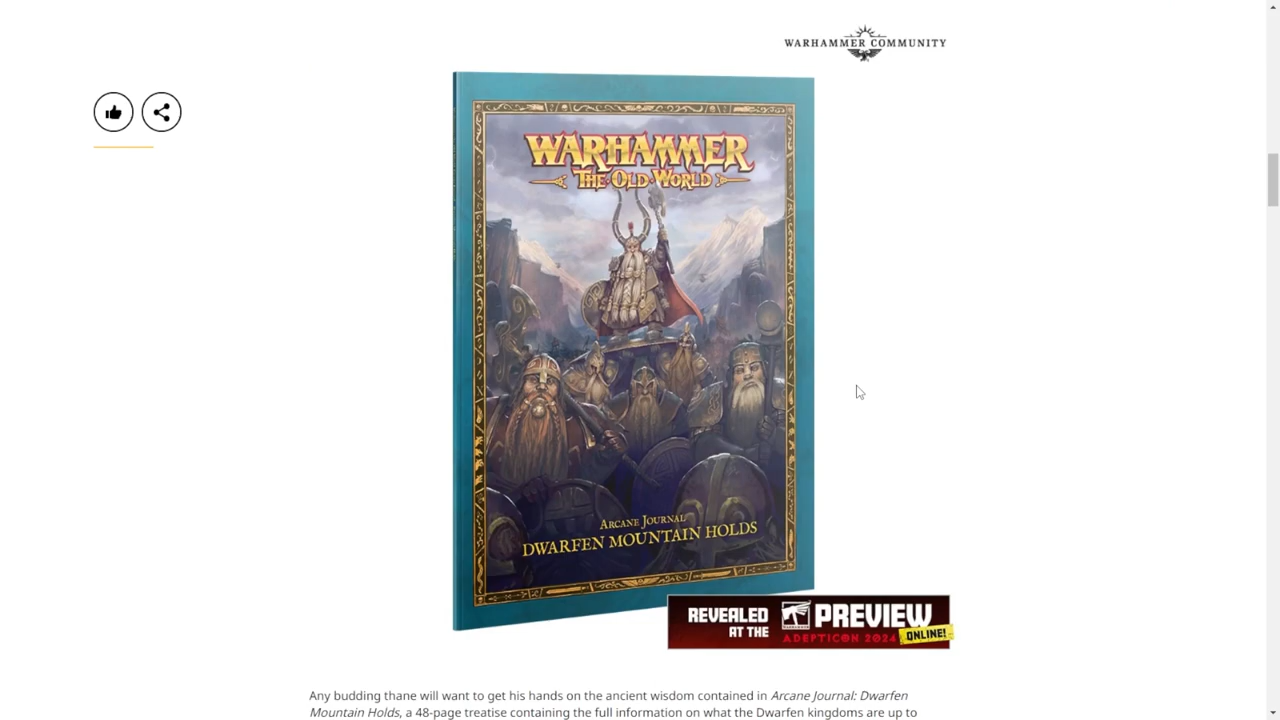 WARHAMMER COMMUNITY
WARHAMMER
THE OLD WORLD
ARCANE JOURNAL
DWARFEN MOUNTAIN HOLDS
REVEALED
AT THE
PREVIEW
ADEPTICON 2024
ONLINE!
Any budding thane will want to get his hands on the ancient wisdom contained in Arcane Journal: Dwarfen
Mountain Holds, a 48-page treatise containing the full information on what the Dwarfen kingdoms are up to